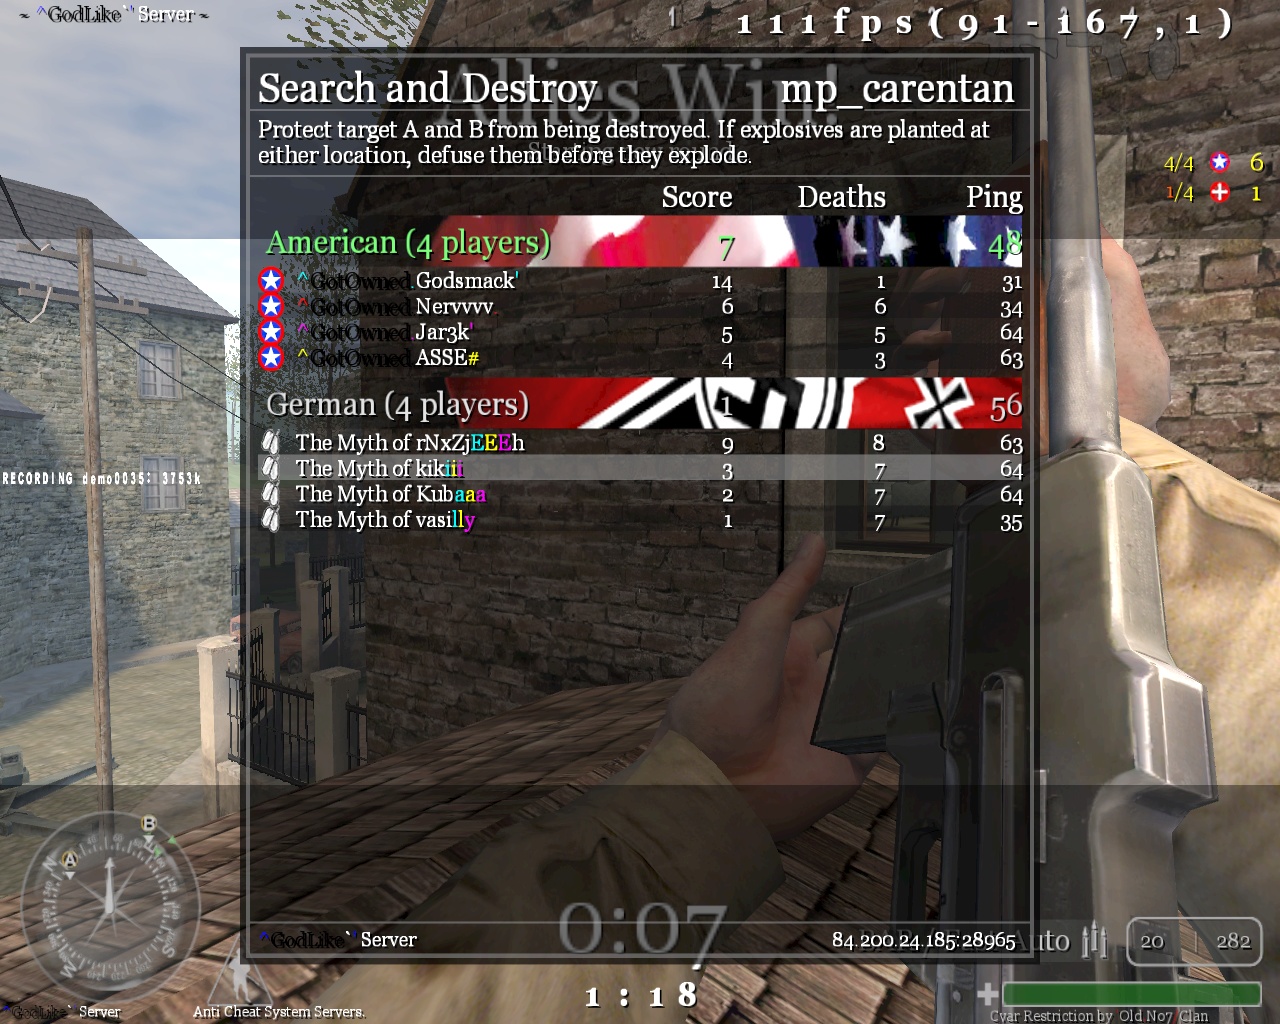 ~ ^GodLike`' Server ~
111fps(91-167,1)
Allies Win!
Search and Destroy mp_carentan
Protect target A and B from being destroyed. If explosives are planted at
either location, defuse them before they explode.
4/4 6
1/4 1
Score Deaths Ping
American (4 players) 7 48
^GotOwned.Godsmack' 14 1 31
^GotOwned.Nervvvv 6 6 34
^GotOwned.Jar3k' 5 5 64
^GotOwned.ASSE# 4 3 63
German (4 players) 1 56
The Myth of rNxZjEEEh 9 8 63
The Myth of kikiii 3 7 64
RECORDING demo0035: 3753k
The Myth of Kubaaa 2 7 64
The Myth of vasilly 1 7 35
B
A
N
W
S
0:07
^GodLike`' Server 84.200.24.185:28965
Auto 20 | 282
1:18
^GodLike` Server Anti Cheat System Servers.
Cvar Restriction by Old No7 Clan